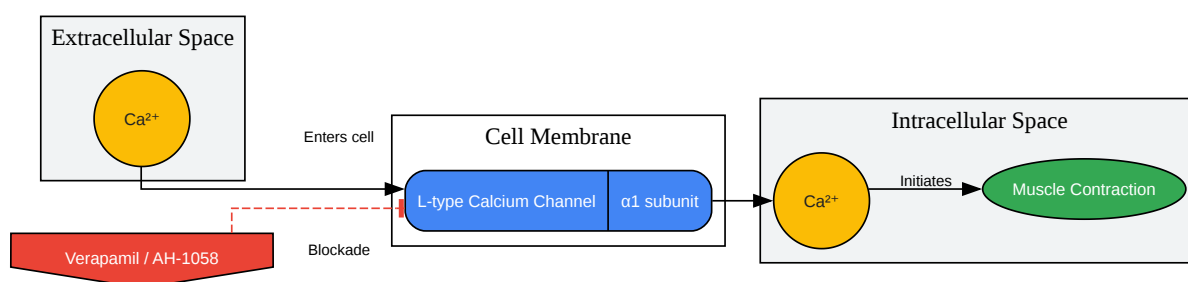 Extracellular Space
Ca²⁺
Enters cell
Cell Membrane
L-type Calcium Channel
α1 subunit
Intracellular Space
Ca²⁺
Initiates
Muscle Contraction
Verapamil / AH-1058
Blockade